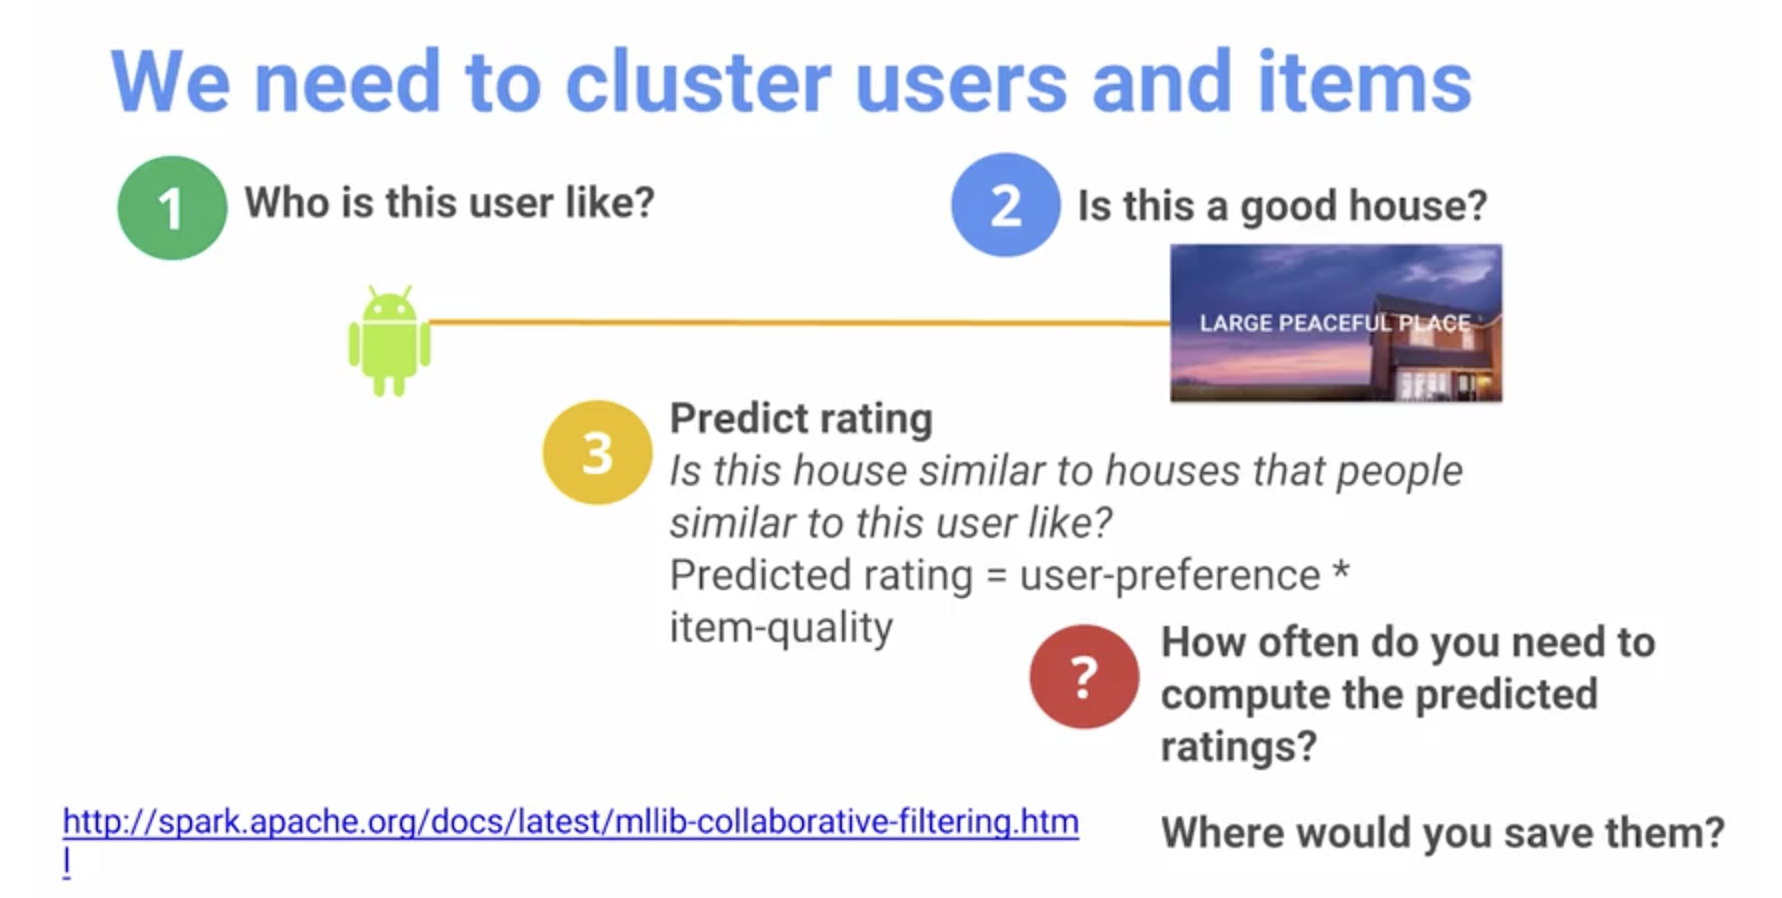 We need to cluster users and items
1
Who is this user like?
2
Is this a good house?
LARGE PEACEFUL PLACE
3
Predict rating
Is this house similar to houses that people
similar to this user like?
Predicted rating = user-preference *
item-quality
?
How often do you need to
compute the predicted
ratings?
Where would you save them?
http://spark.apache.org/docs/latest/mllib-collaborative-filtering.htm
l